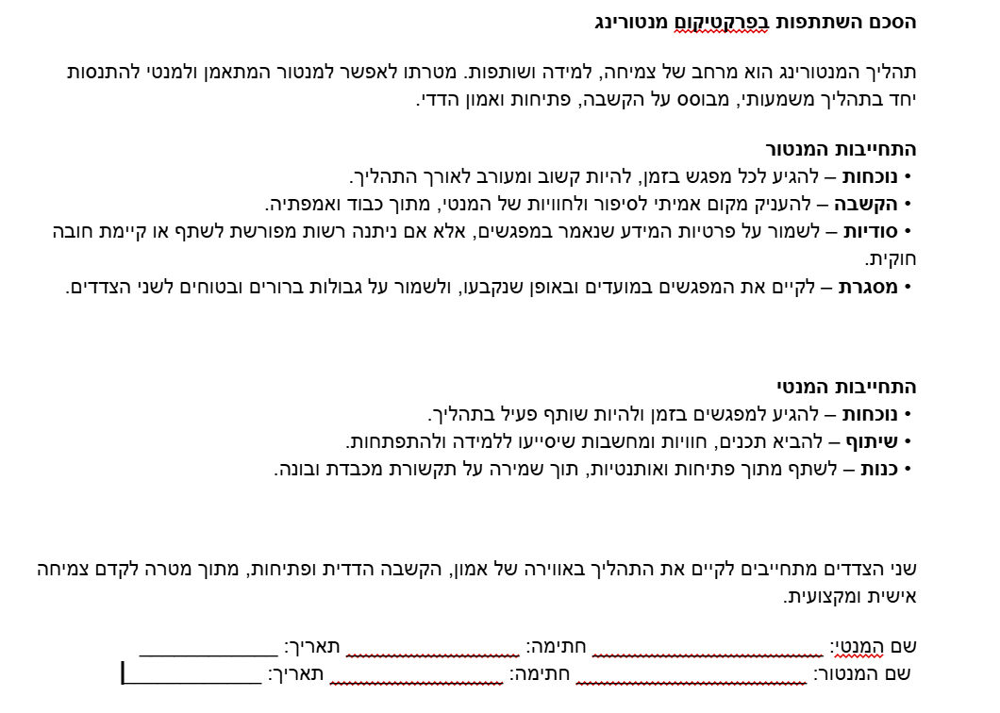 הסכם השתתפות בפרקטיקום מנטורינג
תהליך המנטורינג הוא מרחב של צמיחה, למידה ושותפות. מטרתו לאפשר למנטור המתאמן ולמנטי להתנסות
יחד בתהליך משמעותי, מבוסס על הקשבה, פתיחות ואמון הדדי.
התחייבות המנטור
• נוכחות – להגיע לכל מפגש בזמן, להיות קשוב ומעורב לאורך התהליך.
• הקשבה – להעניק מקום אמיתי לסיפור ולחוויות של המנטי, מתוך כבוד ואמפתיה.
• סודיות – לשמור על פרטיות המידע שנאמר במפגשים, אלא אם ניתנה רשות מפורשת לשתף או קיימת חובה
חוקית.
• מסגרת – לקיים את המפגשים במועדים ובאופן שנקבעו, ולשמור על גבולות ברורים ובטוחים לשני הצדדים.
התחייבות המנטי
• נוכחות – להגיע למפגשים בזמן ולהיות שותף פעיל בתהליך.
• שיתוף – להביא תכנים, חוויות ומחשבות שיסייעו ללמידה ולהתפתחות.
• כנות – לשתף מתוך פתיחות ואותנטיות, תוך שמירה על תקשורת מכבדת ובונה.
שני הצדדים מתחייבים לקיים את התהליך באווירה של אמון, הקשבה הדדית ופתיחות, מתוך מטרה לקדם צמיחה
אישית ומקצועית.
שם המנטי: ____________________ חתימה: _______________ תאריך: ____________
שם המנטור: ____________________ חתימה: _______________ תאריך: ____________